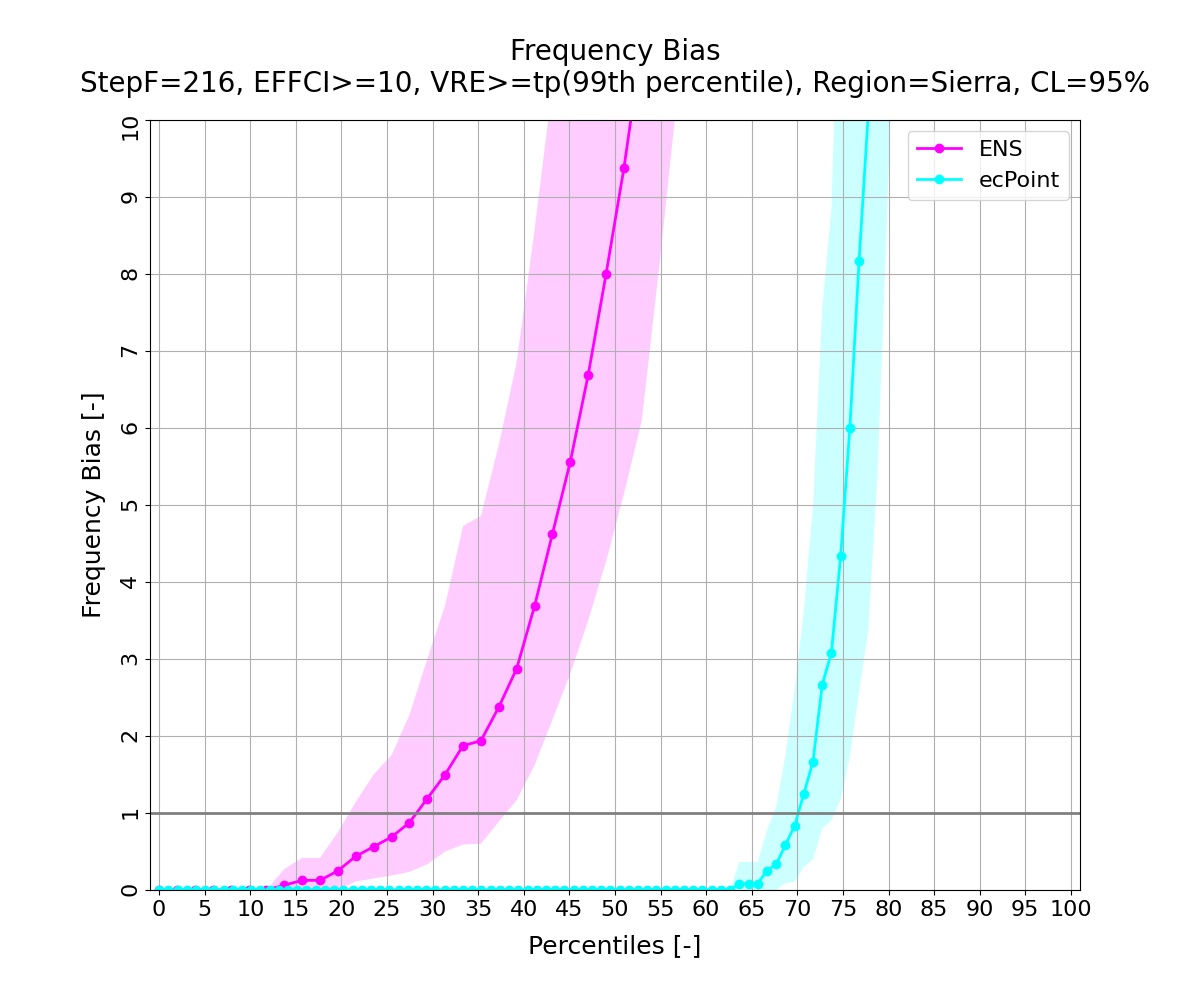 Frequency Bias
StepF=216, EFFCI>=10, VRE>=tp(99th percentile), Region=Sierra, CL=95%
ENS
ecPoint
Frequency Bias [-]
10
9
8
7
6
5
4
3
2
1
0
0 5 10 15 20 25 30 35 40 45 50 55 60 65 70 75 80 85 90 95 100
Percentiles [-]